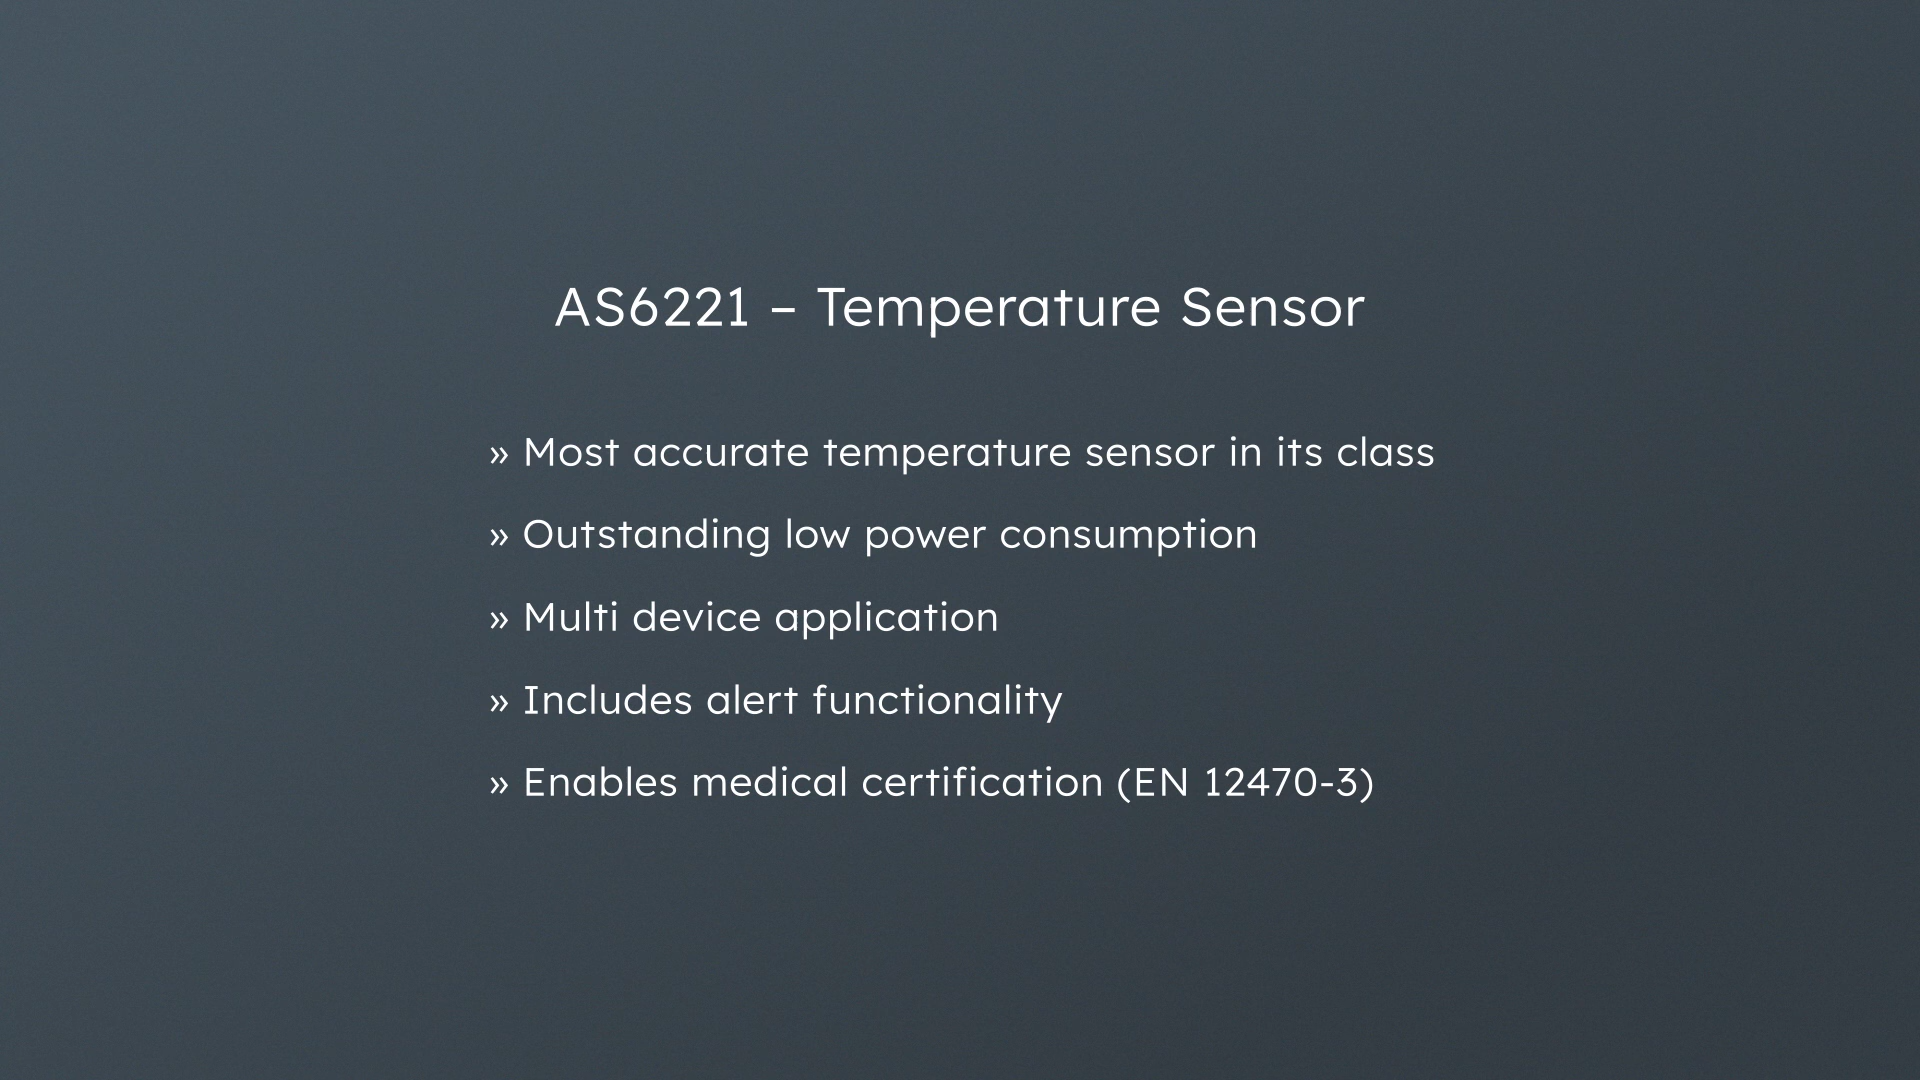 AS6221 – Temperature Sensor
» Most accurate temperature sensor in its class
» Outstanding low power consumption
» Multi device application
» Includes alert functionality
» Enables medical certification (EN 12470-3)